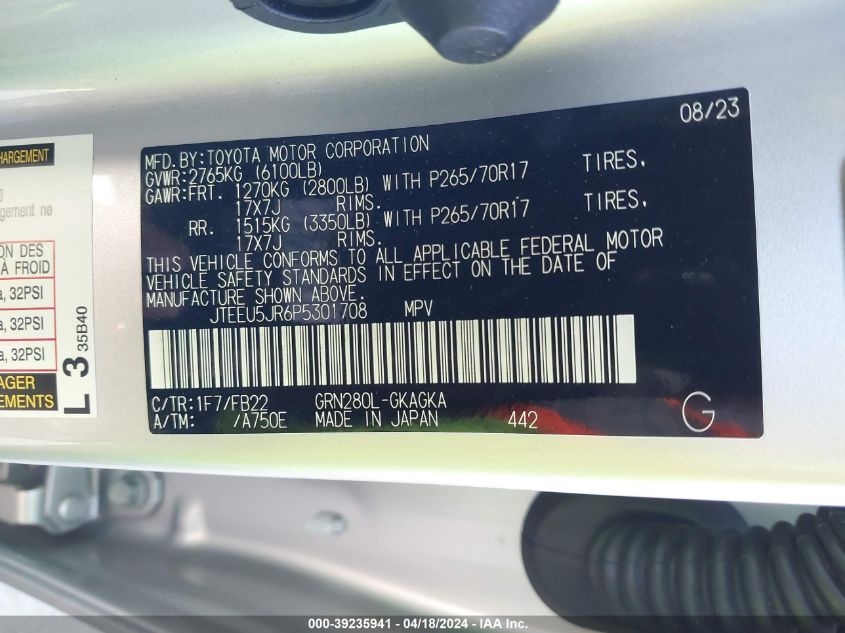 08/23
MFD.BY:TOYOTA MOTOR CORPORATION
GVWR:2765KG (6100LB)
GAWR:FRT. 1270KG (2800LB) WITH P265/70R17 TIRES,
17X7J RIMS.
RR. 1515KG (3350LB) WITH P265/70R17 TIRES,
17X7J RIMS.
THIS VEHICLE CONFORMS TO ALL APPLICABLE FEDERAL MOTOR
VEHICLE SAFETY STANDARDS IN EFFECT ON THE DATE OF
MANUFACTURE SHOWN ABOVE.
JTEEU5JR6P5301708 MPV
C/TR:1F7/FB22 GRN280L-GKAGKA
A/TM: /A750E MADE IN JAPAN 442 G
HARGEMENT
gement ne
ON DES
À FROID
a, 32PSI
a, 32PSI
a, 32PSI
AGER
EMENTS
L 3 35B40
000-39235941 - 04/18/2024 - IAA Inc.